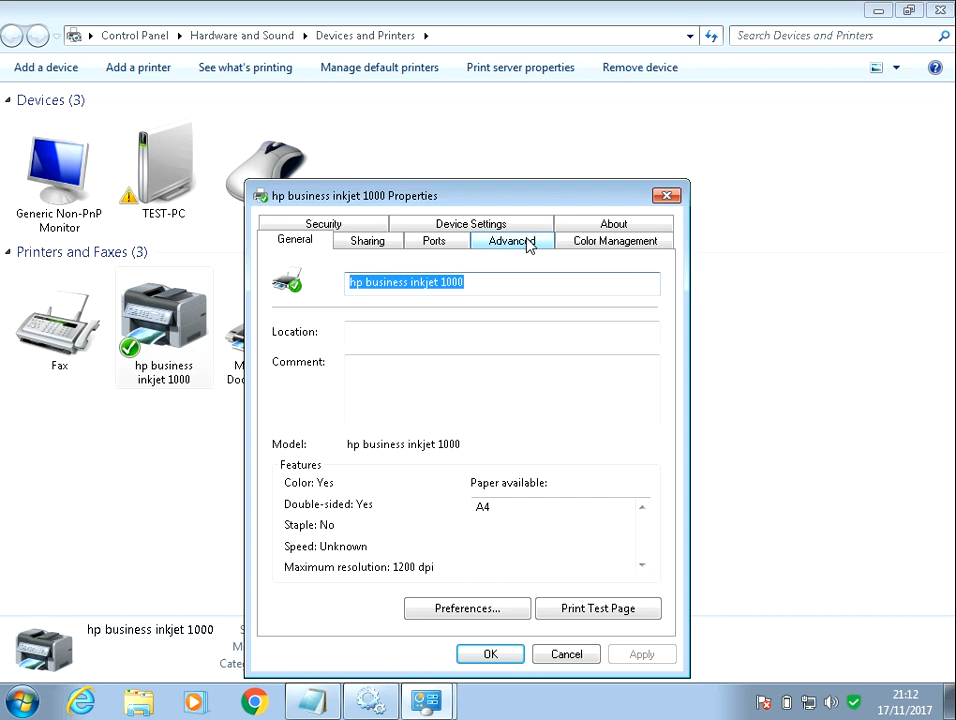 Control Panel
Hardware and Sound
Devices and Printers
Search Devices and Printers
Add a device
Add a printer
See what's printing
Manage default printers
Print server properties
Remove device
Devices (3)
Generic Non-PnP
Monitor
TEST-PC
Printers and Faxes (3)
Fax
hp business
inkjet 1000
M
Doc
hp business inkjet 1000 Properties
Security
Device Settings
About
General
Sharing
Ports
Advanced
Color Management
hp business inkjet 1000
Location:
Comment:
Model:
hp business inkjet 1000
Features
Color: Yes
Paper available:
Double-sided: Yes
A4
Staple: No
Speed: Unknown
Maximum resolution: 1200 dpi
Preferences...
Print Test Page
OK
Cancel
Apply
hp business inkjet 1000
S
M
Cate
21:12
17/11/2017